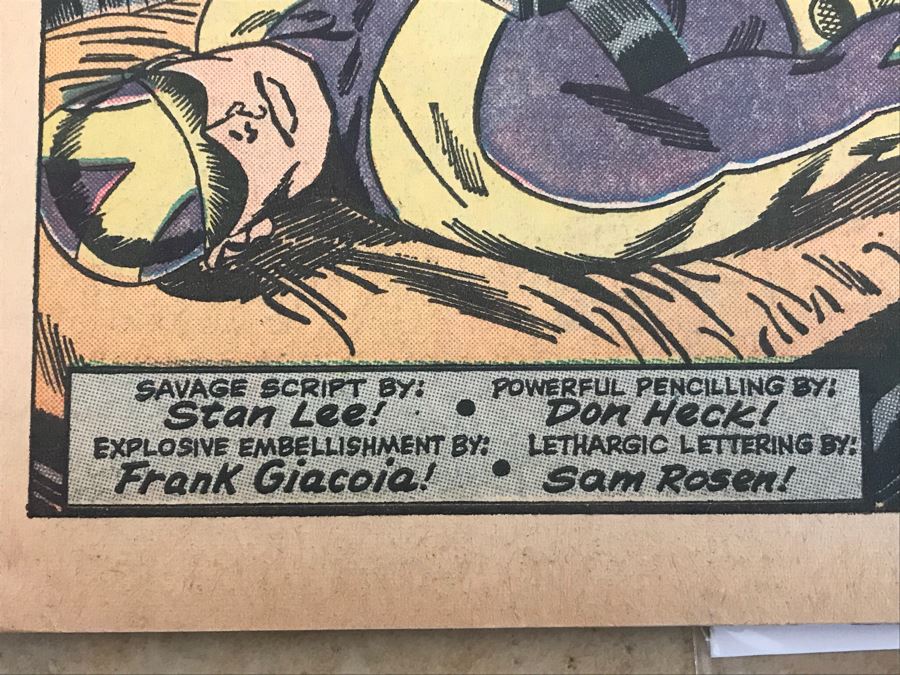 SAVAGE SCRIPT BY: • POWERFUL PENCILLING BY:
Stan Lee! Don Heck!
EXPLOSIVE EMBELLISHMENT BY: • LETHARGIC LETTERING BY:
Frank Giacoia! Sam Rosen!